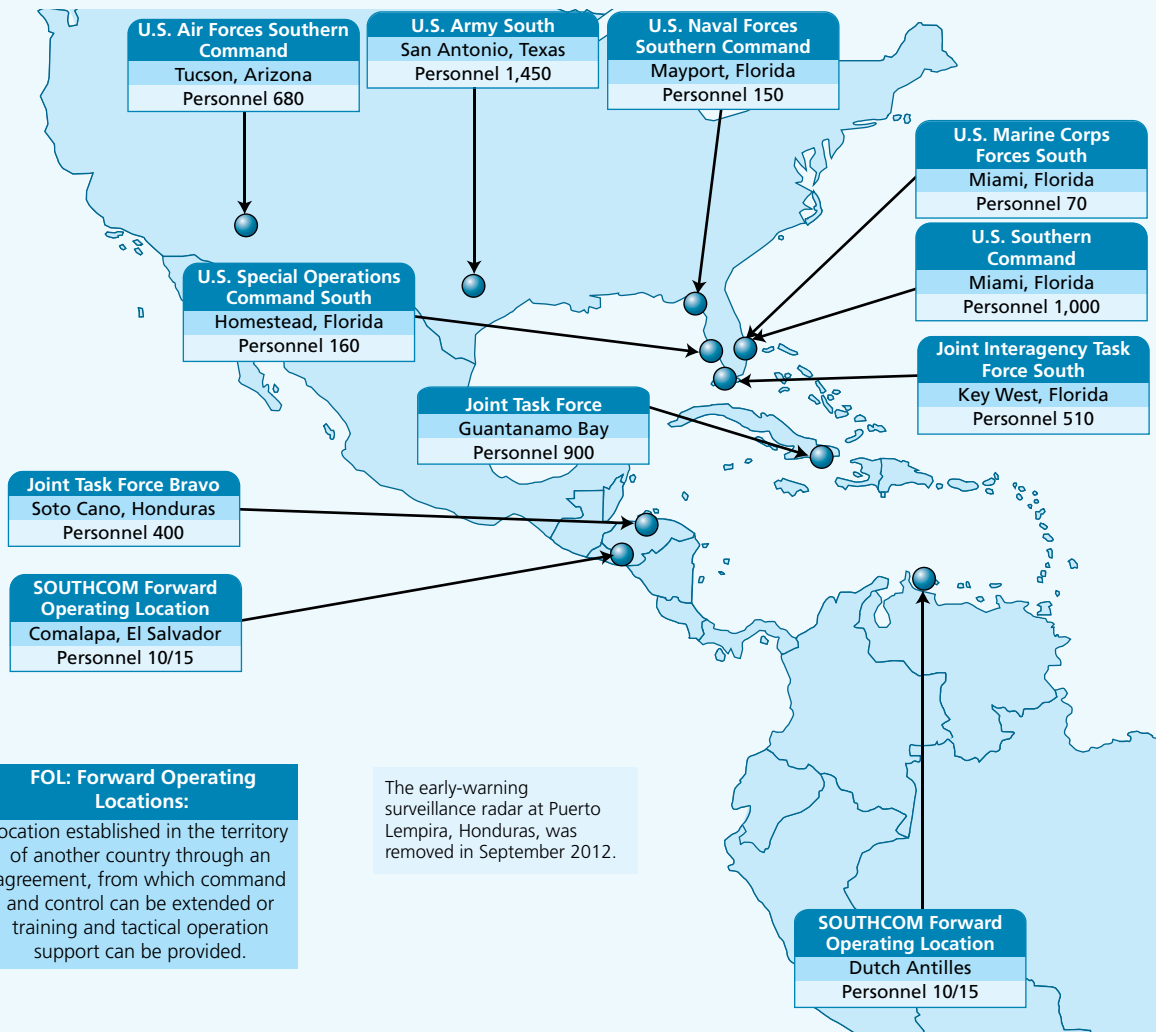 U.S. Air Forces Southern
Command
Tucson, Arizona
Personnel 680
U.S. Army South
San Antonio, Texas
Personnel 1,450
U.S. Naval Forces
Southern Command
Mayport, Florida
Personnel 150
U.S. Marine Corps
Forces South
Miami, Florida
Personnel 70
U.S. Southern
Command
Miami, Florida
Personnel 1,000
U.S. Special Operations
Command South
Homestead, Florida
Personnel 160
Joint Interagency Task
Force South
Key West, Florida
Personnel 510
Joint Task Force
Guantanamo Bay
Personnel 900
Joint Task Force Bravo
Soto Cano, Honduras
Personnel 400
SOUTHCOM Forward
Operating Location
Comalapa, El Salvador
Personnel 10/15
FOL: Forward Operating
Locations:
ocation established in the territory
of another country through an
agreement, from which command
and control can be extended or
training and tactical operation
support can be provided.
The early-warning
surveillance radar at Puerto
Lempira, Honduras, was
removed in September 2012.
SOUTHCOM Forward
Operating Location
Dutch Antilles
Personnel 10/15